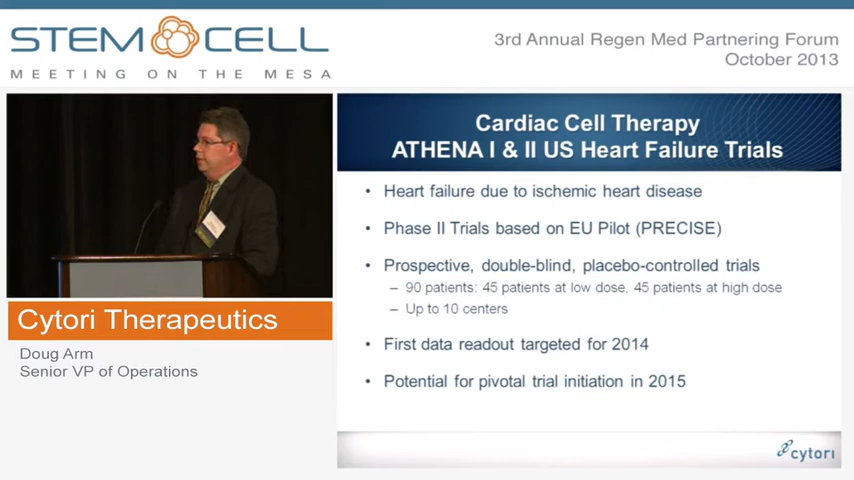 STEM CELL
MEETING ON THE MESA
3rd Annual Regen Med Partnering Forum
October 2013
Cardiac Cell Therapy
ATHENA I & II US Heart Failure Trials
• Heart failure due to ischemic heart disease
• Phase II Trials based on EU Pilot (PRECISE)
• Prospective, double-blind, placebo-controlled trials
– 90 patients: 45 patients at low dose, 45 patients at high dose
– Up to 10 centers
• First data readout targeted for 2014
• Potential for pivotal trial initiation in 2015
cytori
Cytori Therapeutics
Doug Arm
Senior VP of Operations